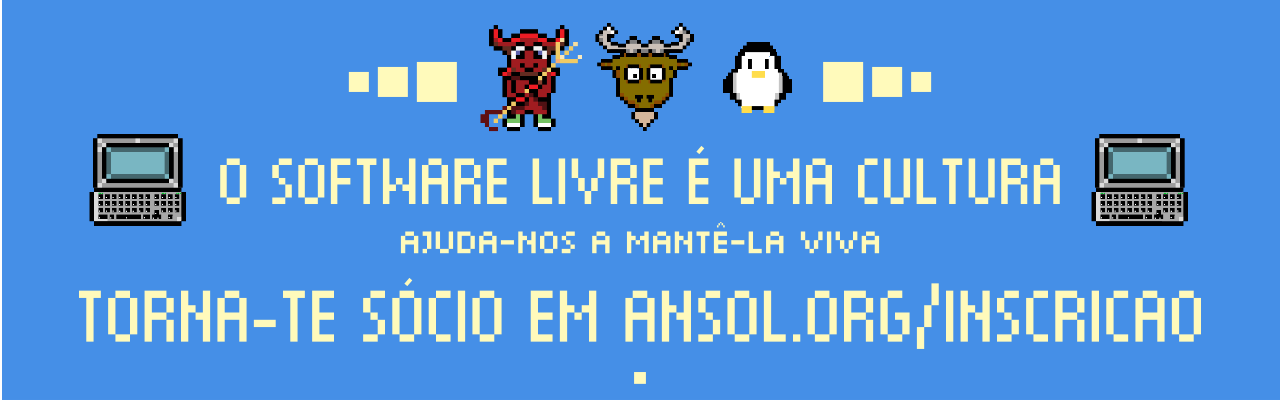 O SOFTWARE LIVRE É UMA CULTURA
AJUDA-NOS A MANTÊ-LA VIVA
TORNA-TE SÓCIO EM ANSOL.ORG/INSCRICAO